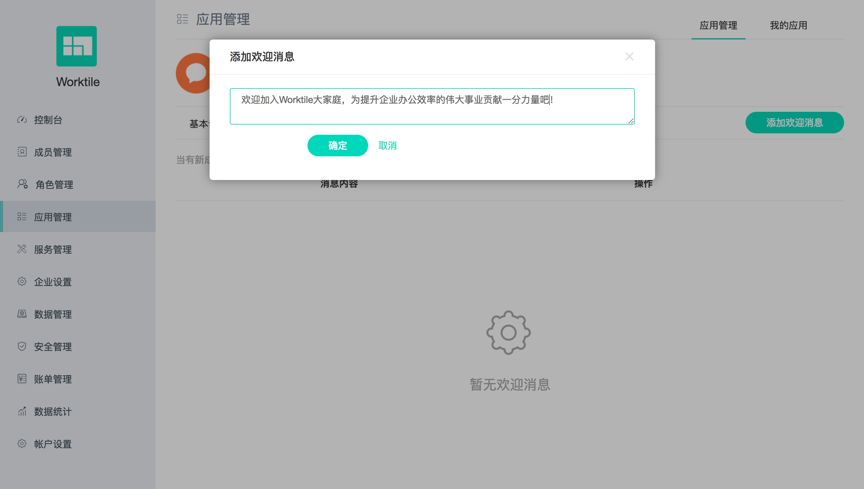 Worktile
控制台
成员管理
角色管理
应用管理
服务管理
企业设置
数据管理
安全管理
账单管理
数据统计
帐户设置
应用管理
应用管理
我的应用
添加欢迎消息
欢迎加入Worktile大家庭，为提升企业办公效率的伟大事业贡献一分力量吧!
确定
取消
基本
添加欢迎消息
当有新
消息内容
操作
暂无欢迎消息